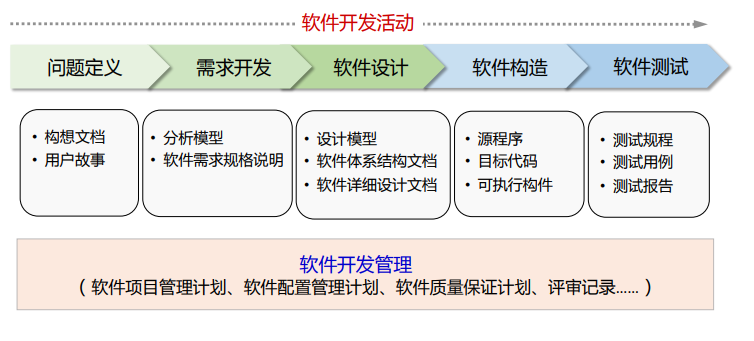 软件开发活动
问题定义
需求开发
软件设计
软件构造
软件测试
• 构想文档
• 用户故事
• 分析模型
• 软件需求规格说明
• 设计模型
• 软件体系结构文档
• 软件详细设计文档
• 源程序
• 目标代码
• 可执行构件
• 测试规程
• 测试用例
• 测试报告
软件开发管理
（ 软件项目管理计划、软件配置管理计划、软件质量保证计划、评审记录…… ）